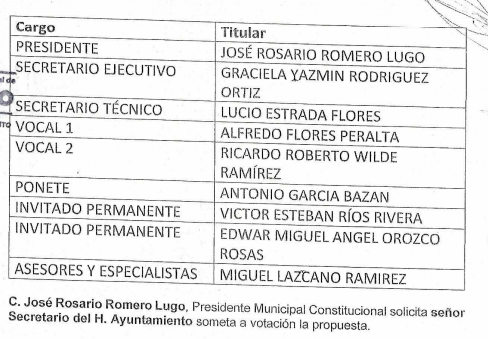 Cargo Titular
PRESIDENTE JOSÉ ROSARIO ROMERO LUGO
SECRETARIO EJECUTIVO GRACIELA YAZMIN RODRIGUEZ
ORTIZ
SECRETARIO TÉCNICO LUCIO ESTRADA FLORES
VOCAL 1 ALFREDO FLORES PERALTA
VOCAL 2 RICARDO ROBERTO WILDE
RAMÍREZ
PONETE ANTONIO GARCIA BAZAN
INVITADO PERMANENTE VICTOR ESTEBAN RÍOS RIVERA
INVITADO PERMANENTE EDWAR MIGUEL ANGEL OROZCO
ROSAS
ASESORES Y ESPECIALISTAS MIGUEL LAZCANO RAMIREZ
C. José Rosario Romero Lugo, Presidente Municipal Constitucional solicita señor
Secretario del H. Ayuntamiento someta a votación la propuesta.